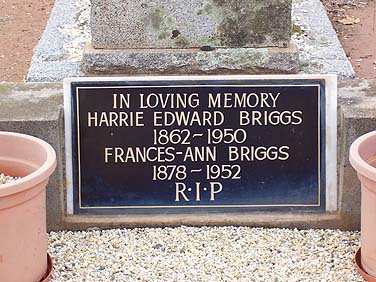 IN LOVING MEMORY
HARRIE EDWARD BRIGGS
1862~1950
FRANCES-ANN BRIGGS
1878~1952
R·I·P